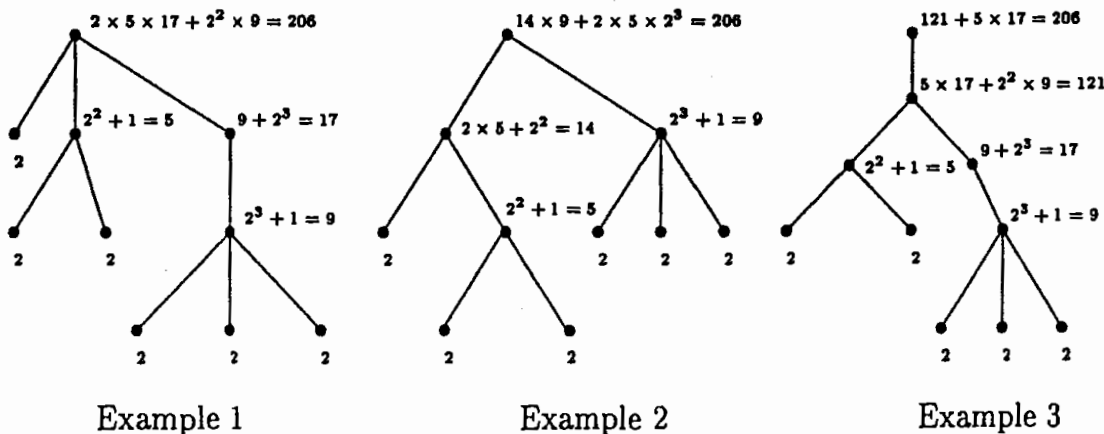 2 × 5 × 17 + 2² × 9 = 206
2
2² + 1 = 5
9 + 2³ = 17
2
2
2³ + 1 = 9
2
2
2
Example 1
14 × 9 + 2 × 5 × 2³ = 206
2 × 5 + 2² = 14
2³ + 1 = 9
2
2² + 1 = 5
2
2
2
2
2
Example 2
121 + 5 × 17 = 206
5 × 17 + 2² × 9 = 121
2² + 1 = 5
9 + 2³ = 17
2
2
2³ + 1 = 9
2
2
2
Example 3